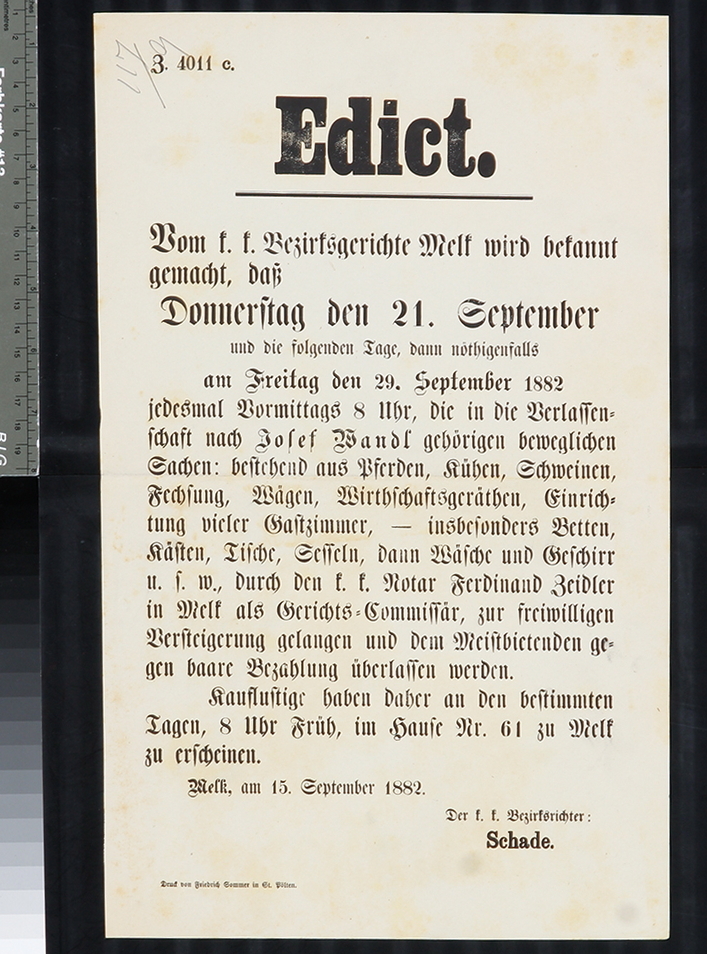 Z. 4011 c.
Edict.
Vom k. k. Bezirksgerichte Melk wird bekannt
gemacht, daß
Donnerstag den 21. September
und die folgenden Tage, dann nöthigenfalls
am Freitag den 29. September 1882
jedesmal Vormittags 8 Uhr, die in die Verlassen-
schaft nach Josef Wandl gehörigen beweglichen
Sachen: bestehend aus Pferden, Kühen, Schweinen,
Fechsung, Wägen, Wirthschaftsgeräthen, Einrich-
tung vieler Gastzimmer, — insbesonders Betten,
Kästen, Tische, Sesseln, dann Wäsche und Geschirr
u. s. w., durch den k. k. Notar Ferdinand Zeidler
in Melk als Gerichts-Commissär, zur freiwilligen
Versteigerung gelangen und dem Meistbietenden ge-
gen baare Bezahlung überlassen werden.
Kauflustige haben daher an den bestimmten
Tagen, 8 Uhr Früh, im Hause Nr. 61 zu Melk
zu erscheinen.
Melk, am 15. September 1882.
Der k. k. Bezirksrichter:
Schade.
Druck von Friedrich Sommer in St. Pölten.